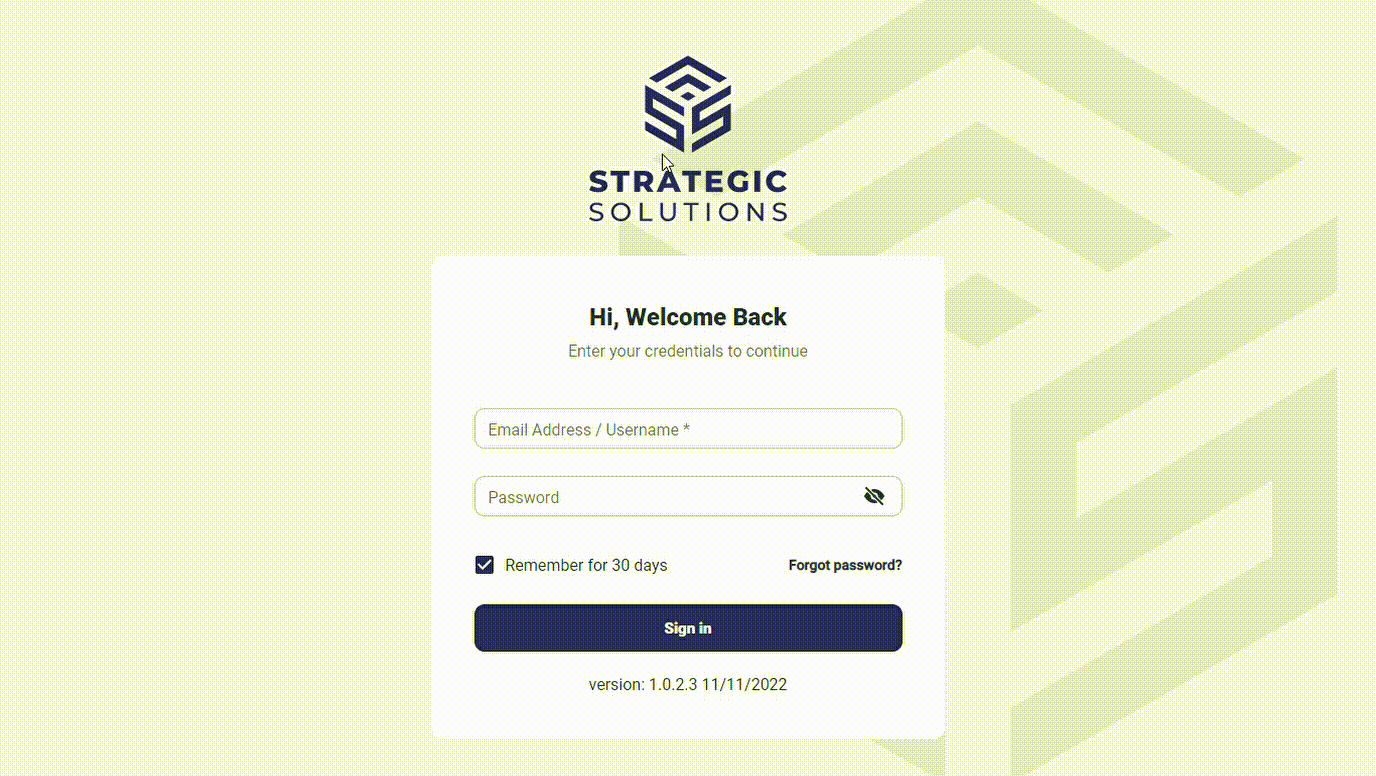 STRATEGIC
SOLUTIONS
Hi, Welcome Back
Enter your credentials to continue
Email Address / Username *
Password
Remember for 30 days
Forgot password?
Sign in
version: 1.0.2.3 11/11/2022